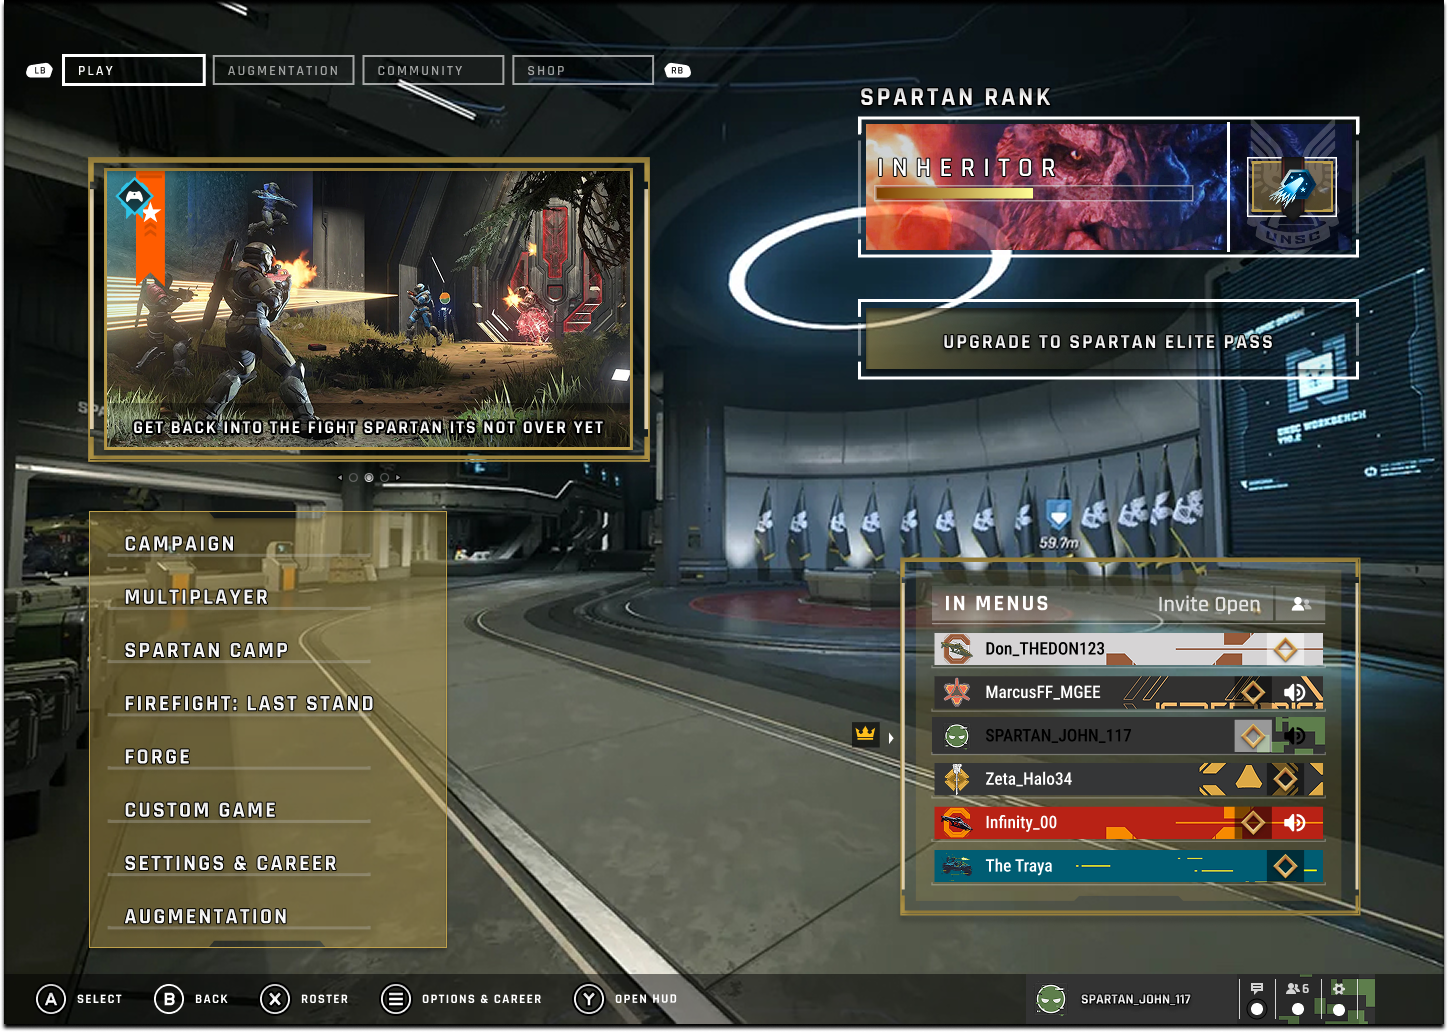 LB
PLAY
AUGMENTATION
COMMUNITY
SHOP
RB
SPARTAN RANK
INHERITOR
UNSC
UPGRADE TO SPARTAN ELITE PASS
UNSC WORKBENCH
GET BACK INTO THE FIGHT SPARTAN ITS NOT OVER YET
CAMPAIGN
MULTIPLAYER
SPARTAN CAMP
FIREFIGHT: LAST STAND
FORGE
CUSTOM GAME
SETTINGS & CAREER
AUGMENTATION
59.7m
IN MENUS
Invite Open
Don_THEDON123
MarcusFF_MGEE
SPARTAN_JOHN_117
Zeta_Halo34
Infinity_00
The Traya
A SELECT
B BACK
X ROSTER
OPTIONS & CAREER
Y OPEN HUD
SPARTAN_JOHN_117
6